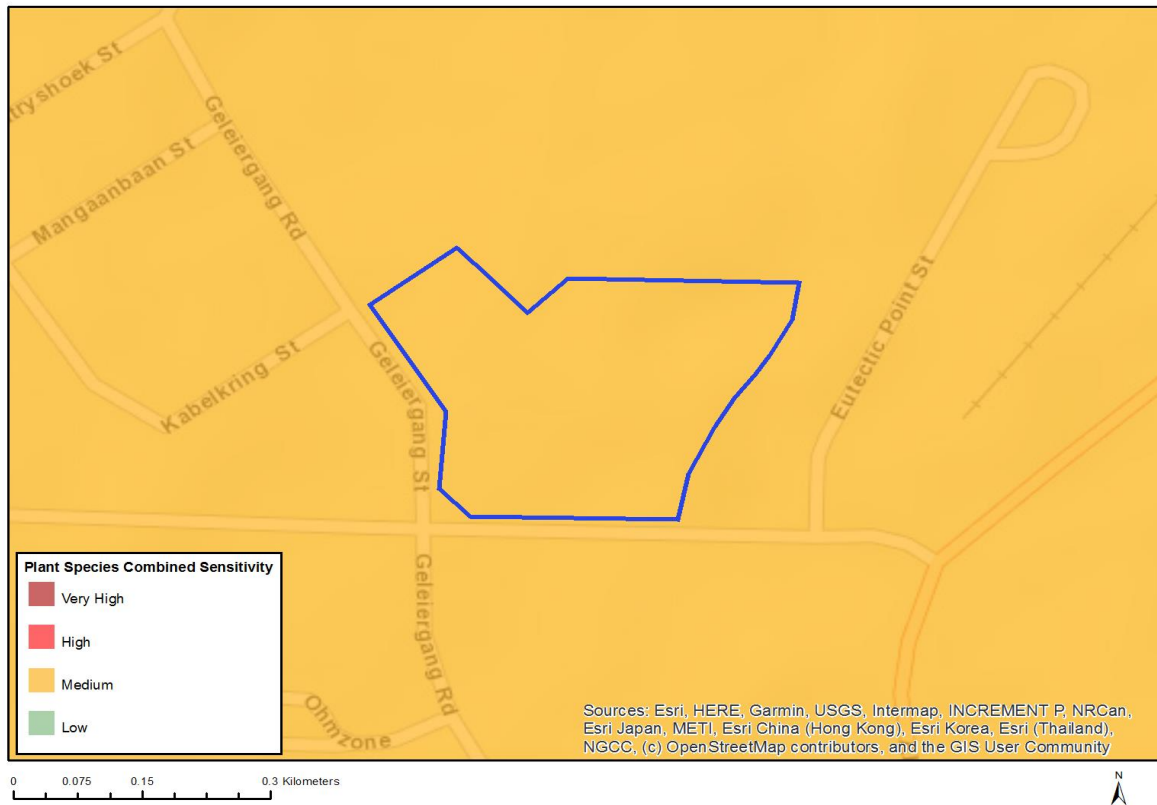 tryshoek St
Geleiergang Rd
Mangaanbaan St
Kabelkring St
Geleiergang St
Eutectic Point St
Geleiergang Rd
Ohmzone
Plant Species Combined Sensitivity
Very High
High
Medium
Low
Sources: Esri, HERE, Garmin, USGS, Intermap, INCREMENT P, NRCan,
Esri Japan, METI, Esri China (Hong Kong), Esri Korea, Esri (Thailand),
NGCC, (c) OpenStreetMap contributors, and the GIS User Community
0 0.075 0.15 0.3 Kilometers
N